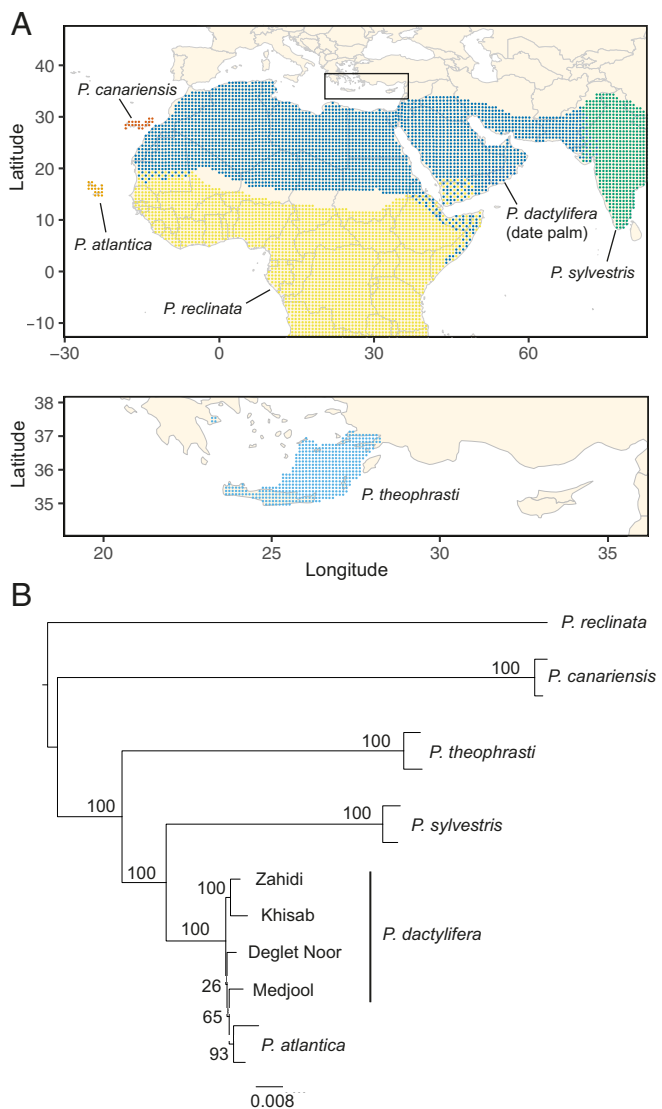 A
P. canariensis
40
30
20
10
0
−10
Latitude
P. atlantica
P. reclinata
P. dactylifera
(date palm)
P. sylvestris
−30
0
30
60
38
37
36
35
Latitude
P. theophrasti
20
25
30
35
Longitude
B
P. reclinata
100
P. canariensis
100
P. theophrasti
100
100
P. sylvestris
100
Zahidi
100
Khisab
100
P. dactylifera
Deglet Noor
26
Medjool
65
P. atlantica
93
0.008